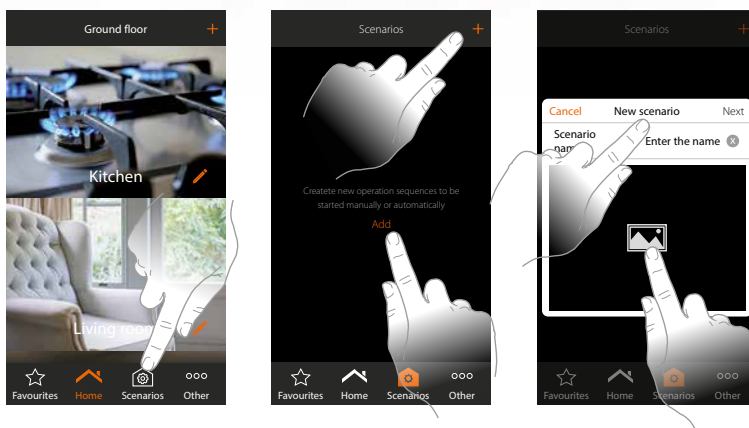 Ground floor
+
Kitchen
Living room
Favourites
Home
Scenarios
Other
Scenarios
+
Createte new operation sequences to be
started manually or automatically
Add
Favourites
Home
Scenarios
Other
Scenarios
+
Cancel
New scenario
Next
Scenario
name
Enter the name
X
Favourites
Home
Scenarios
Other